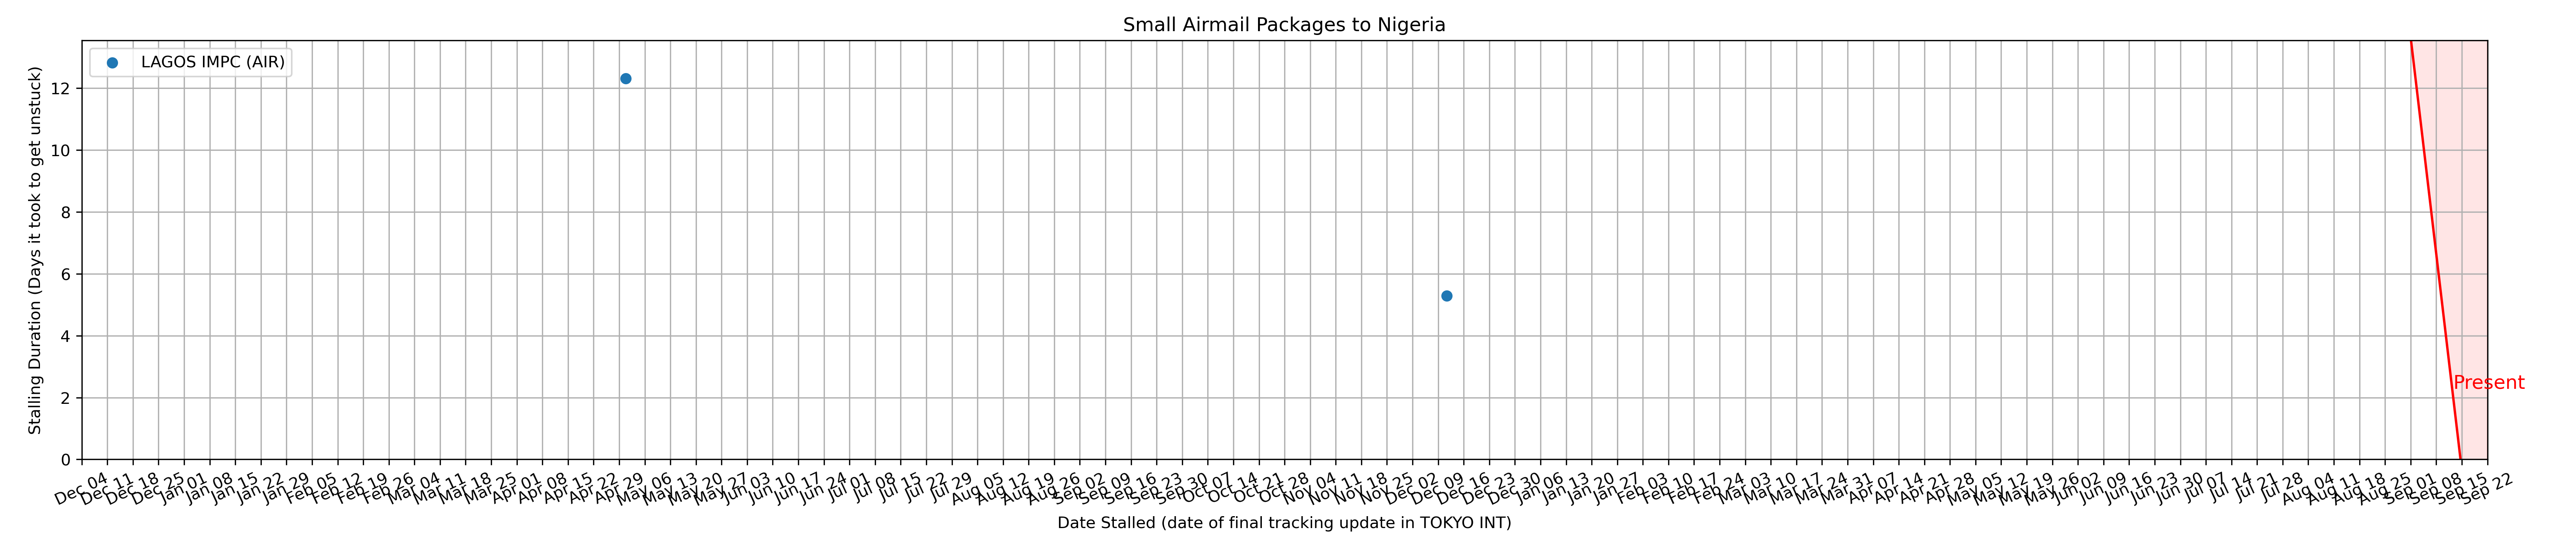 Small Airmail Packages to Nigeria
LAGOS IMPC (AIR)
Stalling Duration (Days it took to get unstuck)
12
10
8
6
4
2
0
Present
Dec 04
Dec 11
Dec 18
Dec 25
Jan 01
Jan 08
Jan 15
Jan 22
Jan 29
Feb 05
Feb 12
Feb 19
Feb 26
Mar 04
Mar 11
Mar 18
Mar 25
Apr 01
Apr 08
Apr 15
Apr 22
Apr 29
May 06
May 13
May 20
May 27
Jun 03
Jun 10
Jun 17
Jun 24
Jul 01
Jul 08
Jul 15
Jul 22
Jul 29
Aug 05
Aug 12
Aug 19
Aug 26
Sep 02
Sep 09
Sep 16
Sep 23
Sep 30
Oct 07
Oct 14
Oct 21
Oct 28
Nov 04
Nov 11
Nov 18
Nov 25
Dec 02
Dec 09
Dec 16
Dec 23
Dec 30
Jan 06
Jan 13
Jan 20
Jan 27
Feb 03
Feb 10
Feb 17
Feb 24
Mar 03
Mar 10
Mar 17
Mar 24
Mar 31
Apr 07
Apr 14
Apr 21
Apr 28
May 05
May 12
May 19
May 26
Jun 02
Jun 09
Jun 16
Jun 23
Jun 30
Jul 07
Jul 14
Jul 21
Jul 28
Aug 04
Aug 11
Aug 18
Aug 25
Sep 01
Sep 08
Sep 15
Sep 22
Date Stalled (date of final tracking update in TOKYO INT)